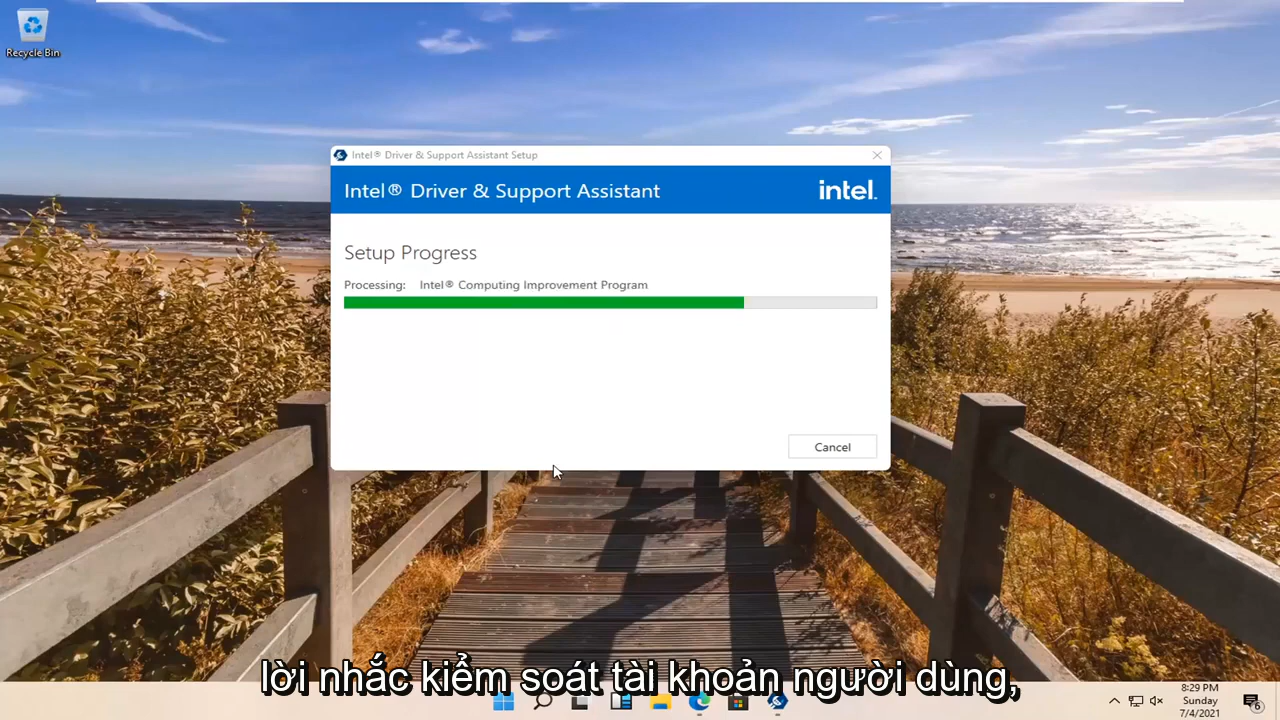 Recycle Bin
Intel® Driver & Support Assistant Setup
Intel® Driver & Support Assistant
intel.
Setup Progress
Processing: Intel® Computing Improvement Program
Cancel
lời nhắc kiểm soát tài khoản người dùng,
8:29 PM
Sunday
7/4/2021
6